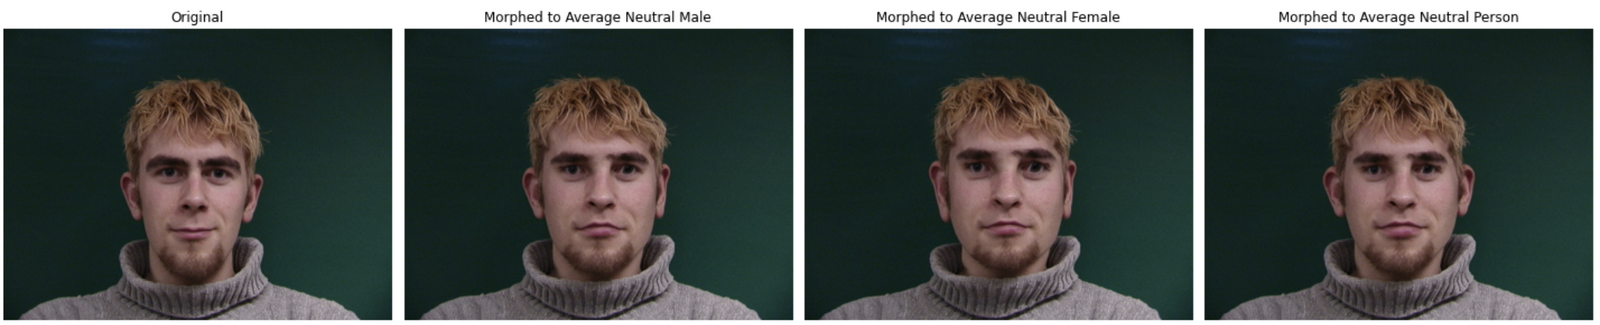 Original
Morphed to Average Neutral Male
Morphed to Average Neutral Female
Morphed to Average Neutral Person